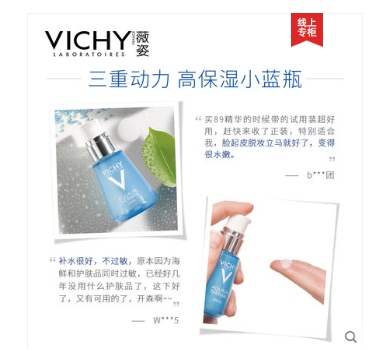 VICHY
LABORATOIRES
薇姿
线上
专柜
三重动力 高保湿小蓝瓶
“ 买89精华的时候带的试用装超好
用，赶快来收了正装，特别适合
我，脸起皮脱妆立马就好了，变得
很水嫩。 ”
—— b***团
VICHY
“ 补水很好，不过敏，原本因为海
鲜和护肤品同时过敏，已经好几
年没用什么护肤品了，这下好
了，又有可用的了，开森啊~~ ”
—— W***5
VICHY
AQUALIA
THERMAL